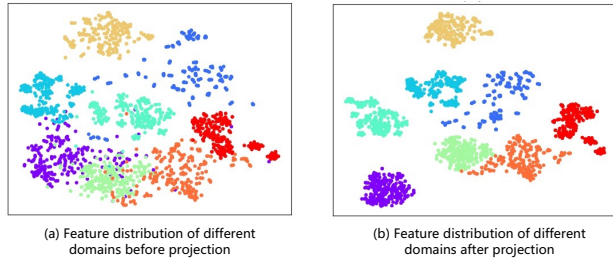 (a) Feature distribution of different
domains before projection
(b) Feature distribution of different
domains after projection